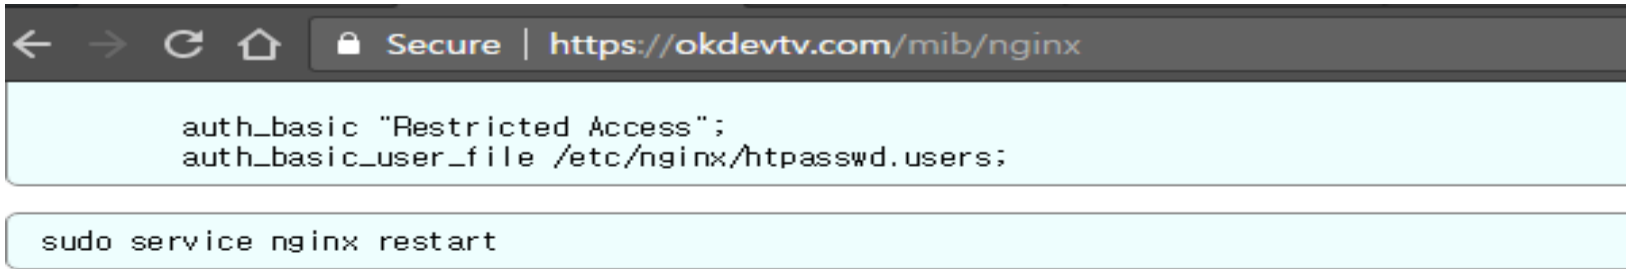 Secure | https://okdevtv.com/mib/nginx
auth_basic "Restricted Access";
auth_basic_user_file /etc/nginx/htpasswd.users;
sudo service nginx restart